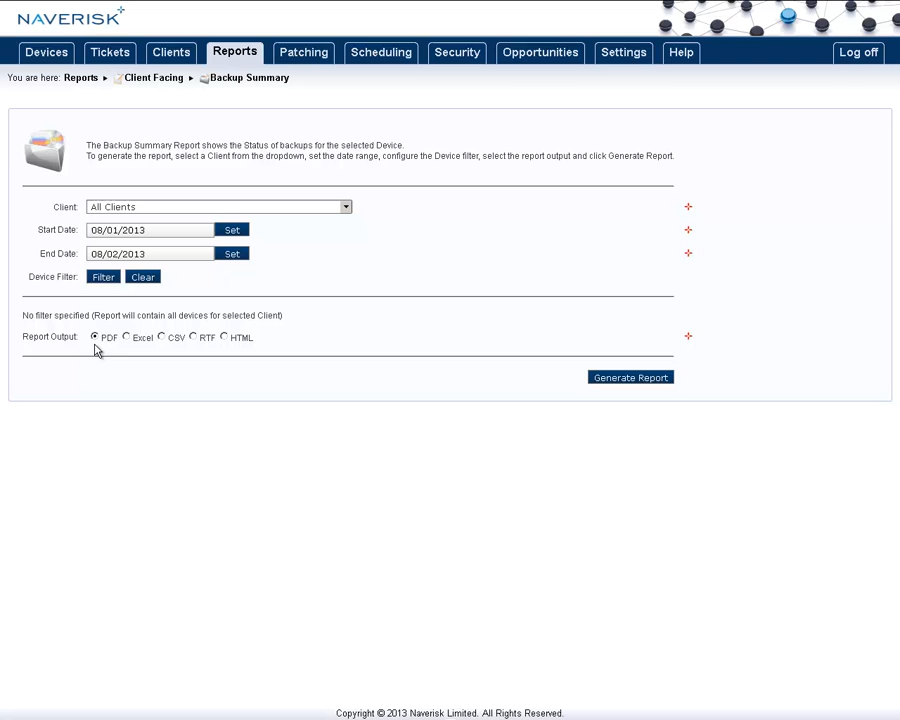 NAVERISK
Devices Tickets Clients Reports Patching Scheduling Security Opportunities Settings Help Log off
You are here: Reports ▸ Client Facing ▸ Backup Summary
The Backup Summary Report shows the Status of backups for the selected Device.
To generate the report, select a Client from the dropdown, set the date range, configure the Device filter, select the report output and click Generate Report.
Client: All Clients
Start Date: 08/01/2013 Set
End Date: 08/02/2013 Set
Device Filter: Filter Clear
No filter specified (Report will contain all devices for selected Client)
Report Output: PDF Excel CSV RTF HTML
Generate Report
Copyright © 2013 Naverisk Limited. All Rights Reserved.